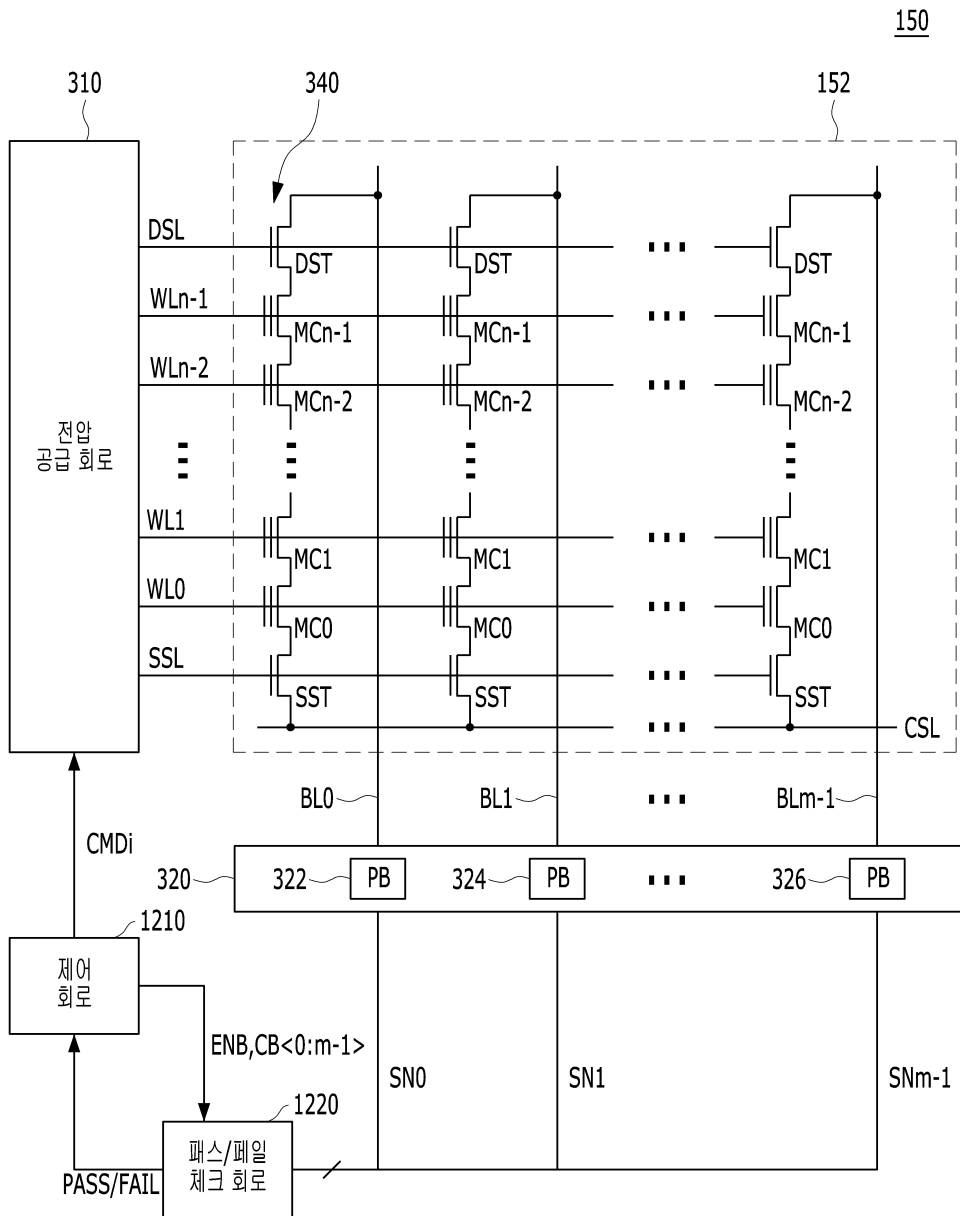 150
310
340
152
DSL
DST
DST
DST
WLn-1
MCn-1
MCn-1
MCn-1
WLn-2
MCn-2
MCn-2
MCn-2
전압
공급 회로
WL1
MC1
MC1
MC1
WL0
MC0
MC0
MC0
SSL
SST
SST
SST
CSL
BL0
BL1
BLm-1
CMDi
320
322
PB
324
PB
326
PB
1210
제어
회로
ENB,CB<0:m-1>
SN0
SN1
SNm-1
1220
패스/페일
체크 회로
PASS/FAIL